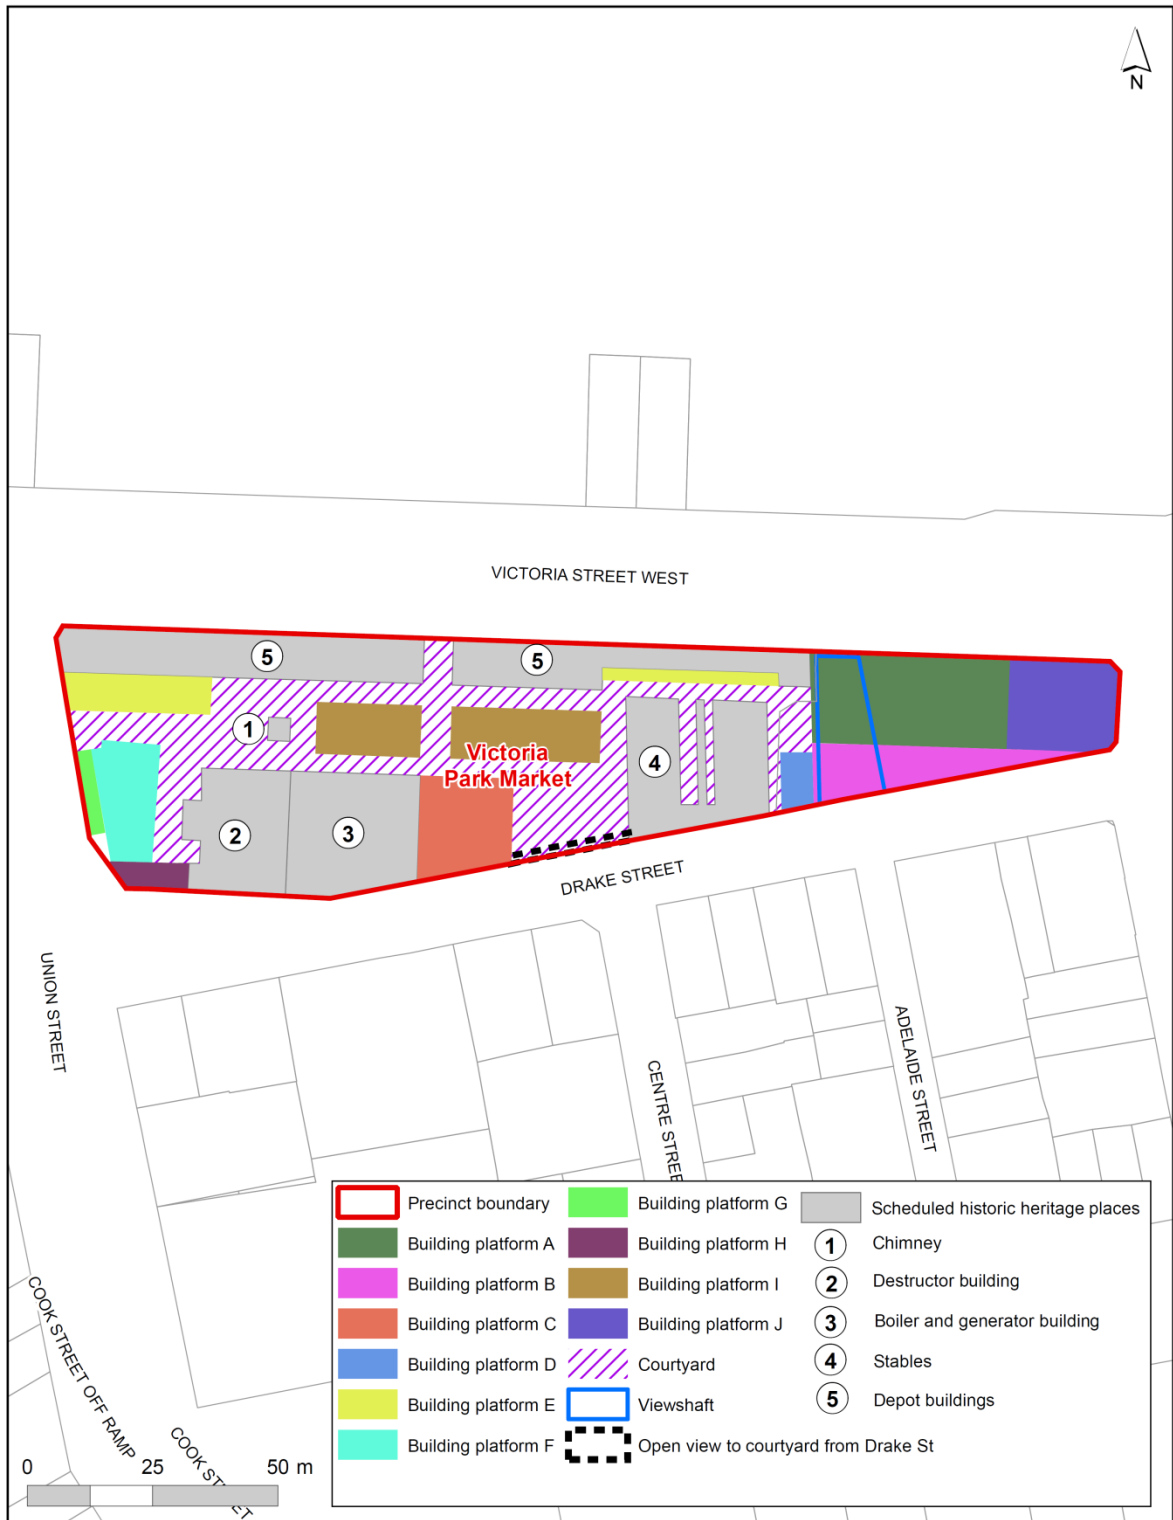 N
VICTORIA STREET WEST
5
5
1
Victoria
Park Market
4
2
3
DRAKE STREET
UNION STREET
CENTRE STREE
ADELAIDE STREET
COOK STREET OFF RAMP
COOK STREET
0 25 50 m
Precinct boundary
Building platform A
Building platform B
Building platform C
Building platform D
Building platform E
Building platform F
Building platform G
Building platform H
Building platform I
Building platform J
Courtyard
Viewshaft
Open view to courtyard from Drake St
Scheduled historic heritage places
1 Chimney
2 Destructor building
3 Boiler and generator building
4 Stables
5 Depot buildings